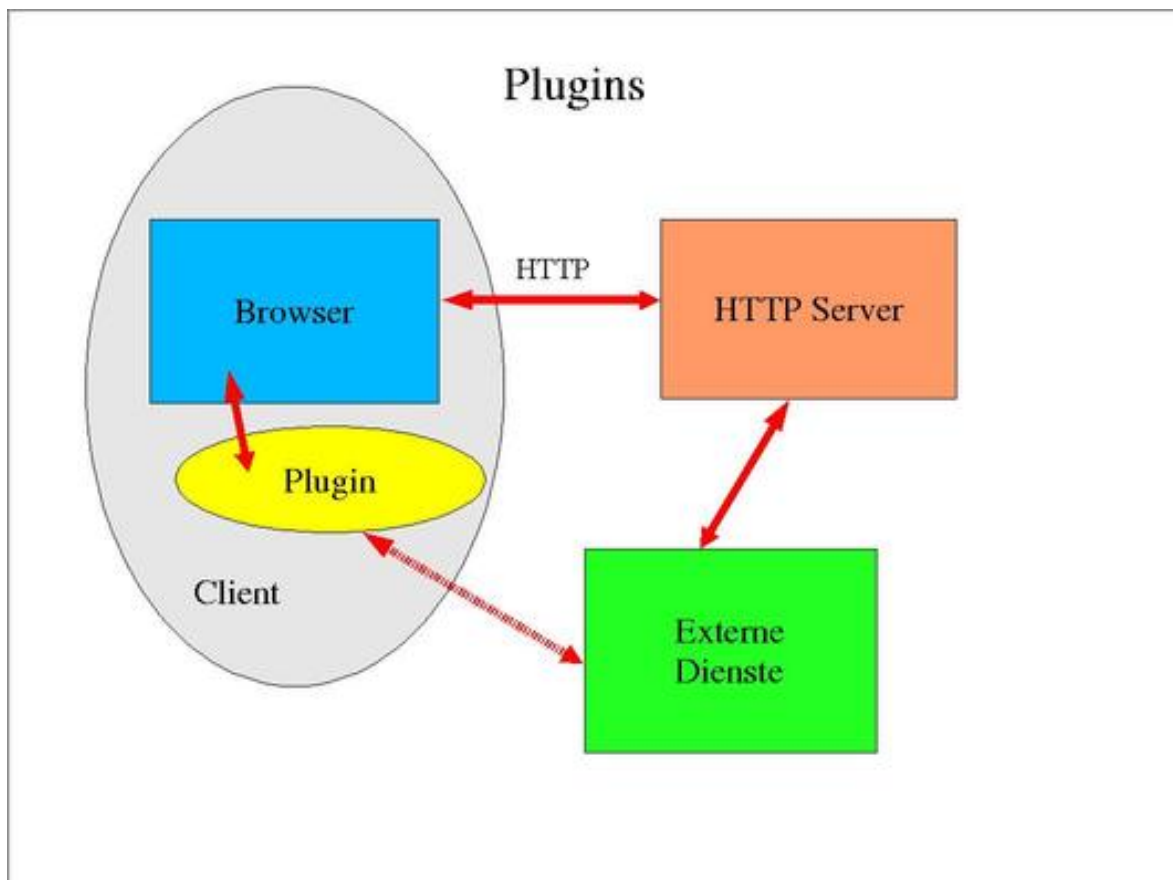 Plugins
HTTP
Browser
HTTP Server
Plugin
Client
Externe
Dienste